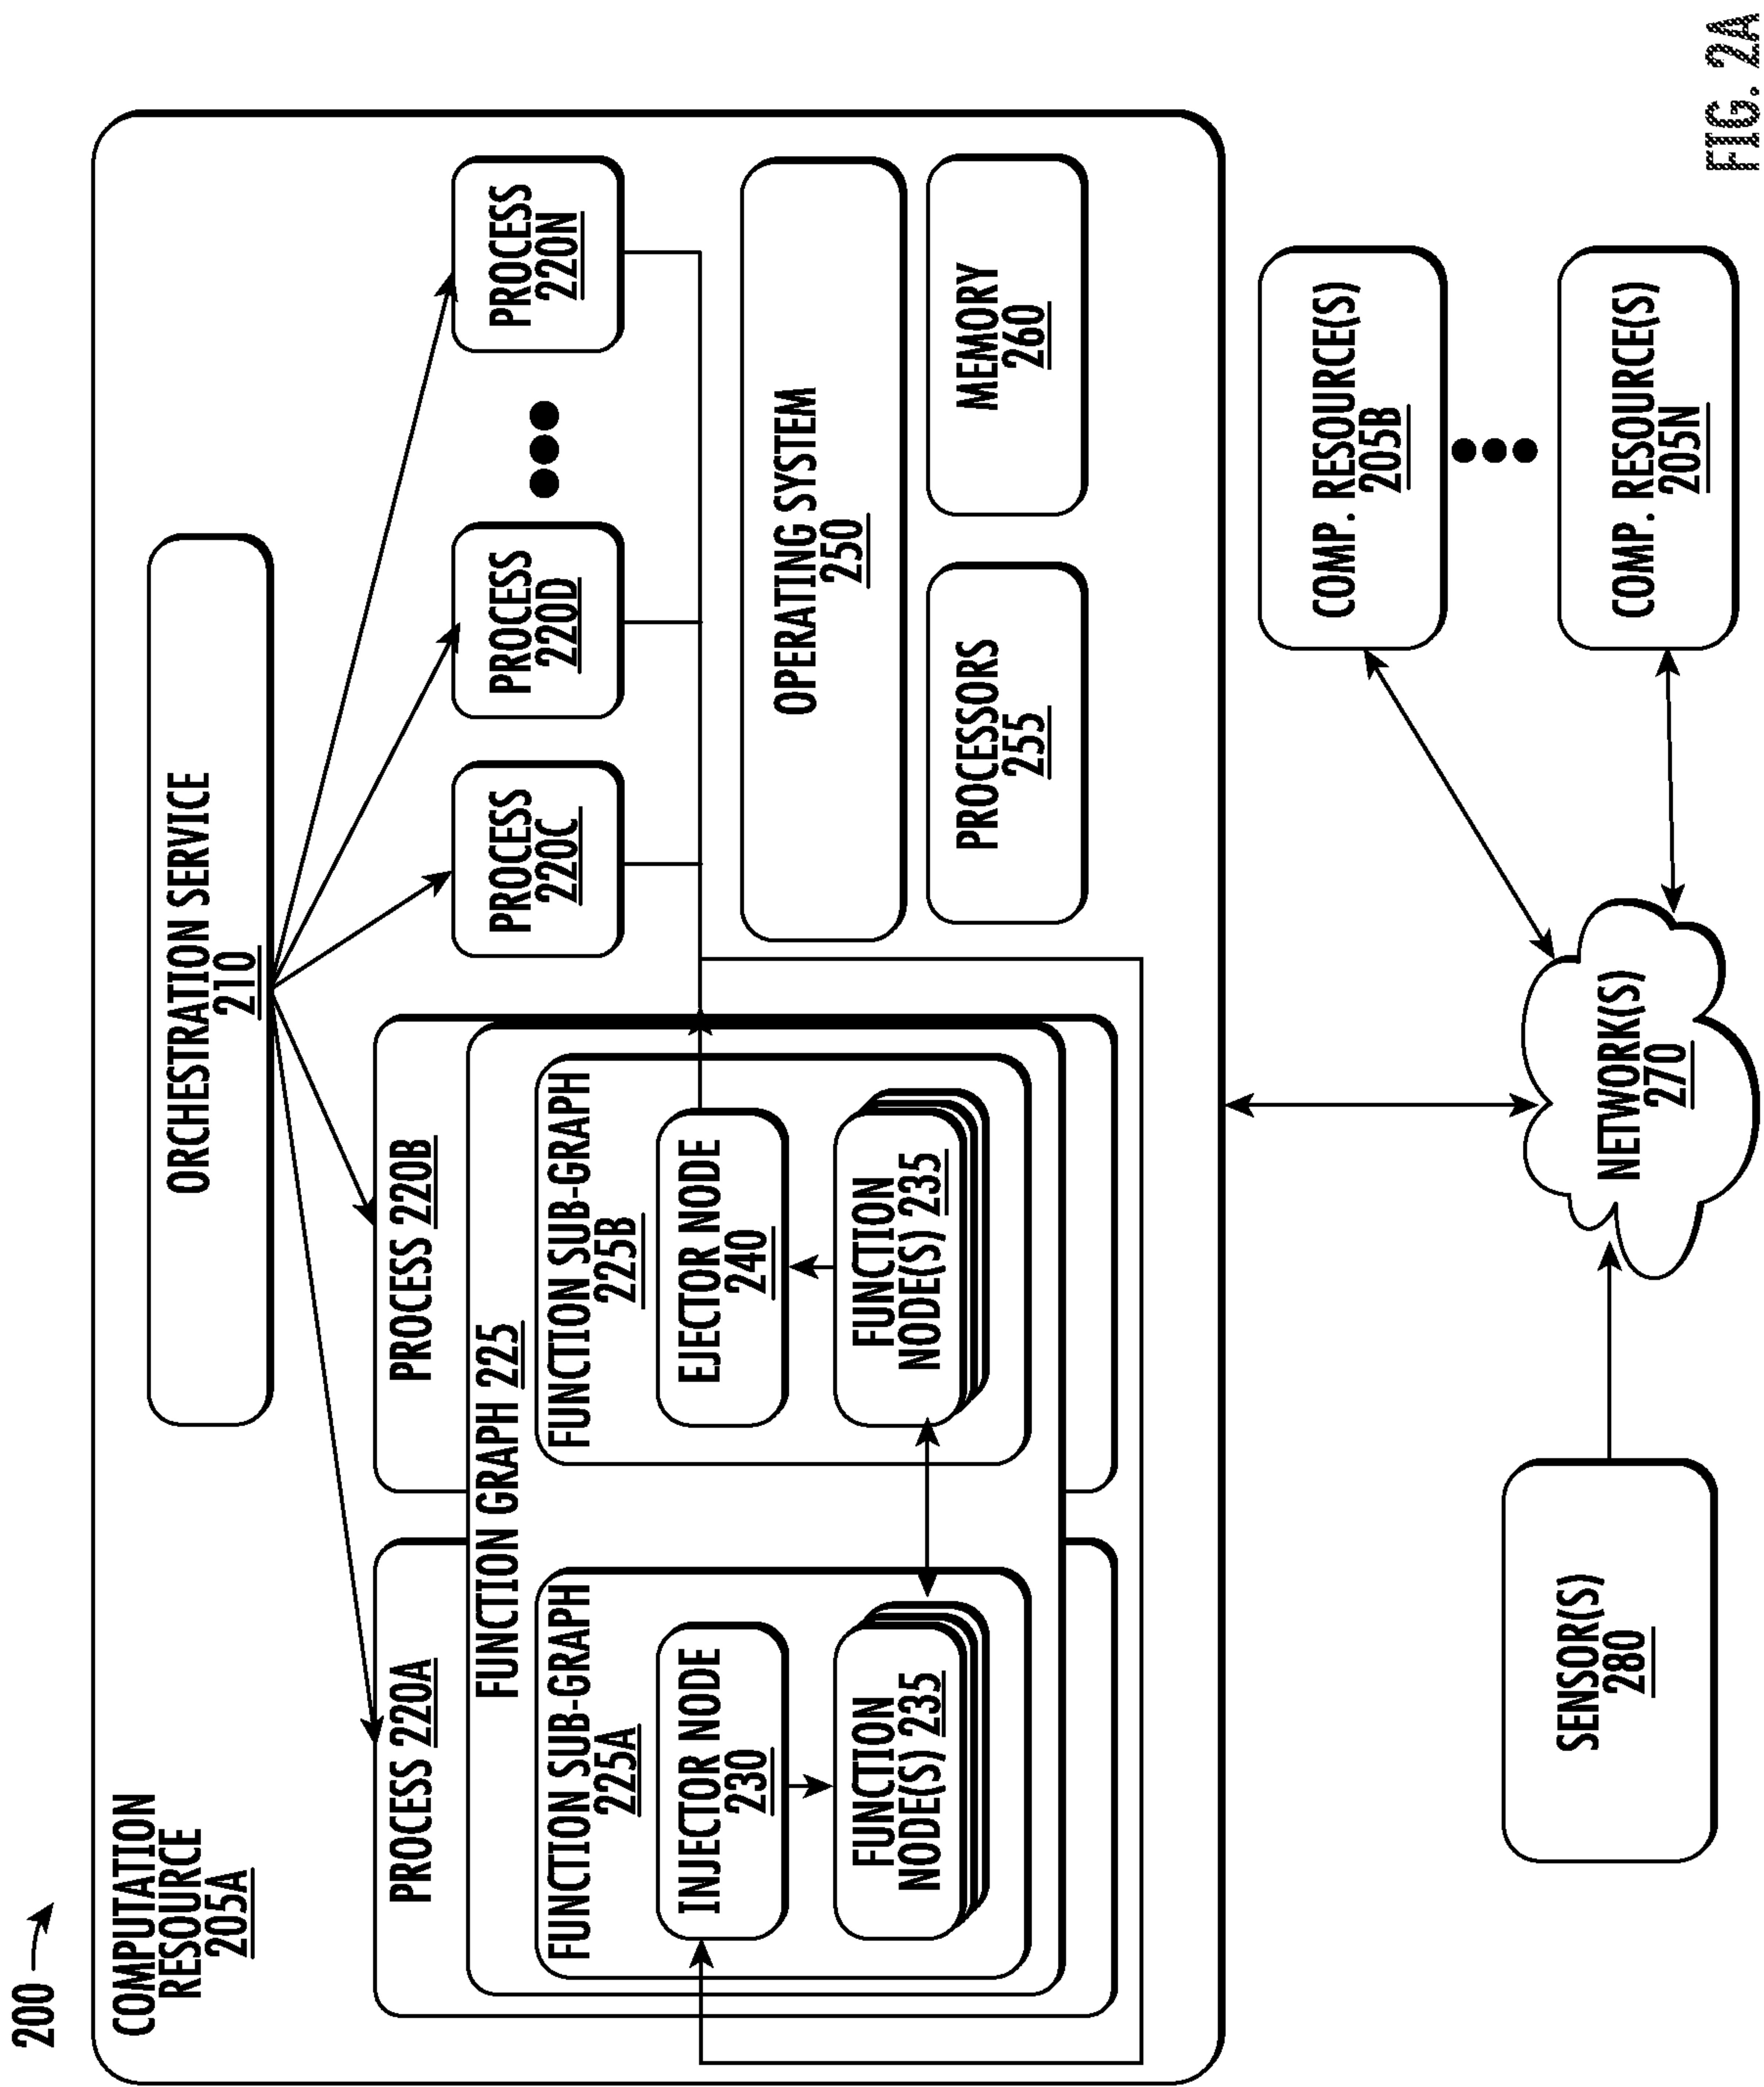 200
COMPUTATION
RESOURCE
205A
ORCHESTRATION SERVICE
210
PROCESS 220A
PROCESS 220B
FUNCTION GRAPH 225
FUNCTION SUB-GRAPH
225A
INJECTOR NODE
230
FUNCTION
NODE(S) 235
FUNCTION SUB-GRAPH
225B
EJECTOR NODE
240
FUNCTION
NODE(S) 235
PROCESS
220C
PROCESS
220D
PROCESS
220N
OPERATING SYSTEM
250
PROCESSORS
255
MEMORY
260
SENSOR(S)
280
NETWORK(S)
270
COMP. RESOURCE(S)
205B
COMP. RESOURCE(S)
205N
FIG. 2A